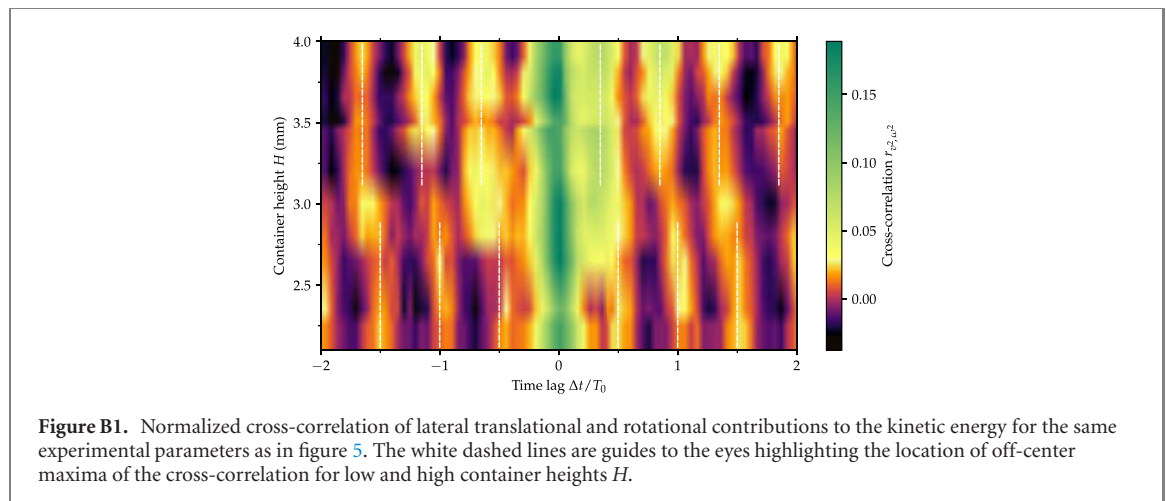 4.0
3.5
3.0
2.5
Container height H (mm)
−2
−1
0
1
2
Time lag Δt/T₀
0.15
0.10
0.05
0.00
Cross-correlation r_{v²,ω²}
Figure B1. Normalized cross-correlation of lateral translational and rotational contributions to the kinetic energy for the same
experimental parameters as in figure 5. The white dashed lines are guides to the eyes highlighting the location of off-center
maxima of the cross-correlation for low and high container heights H.